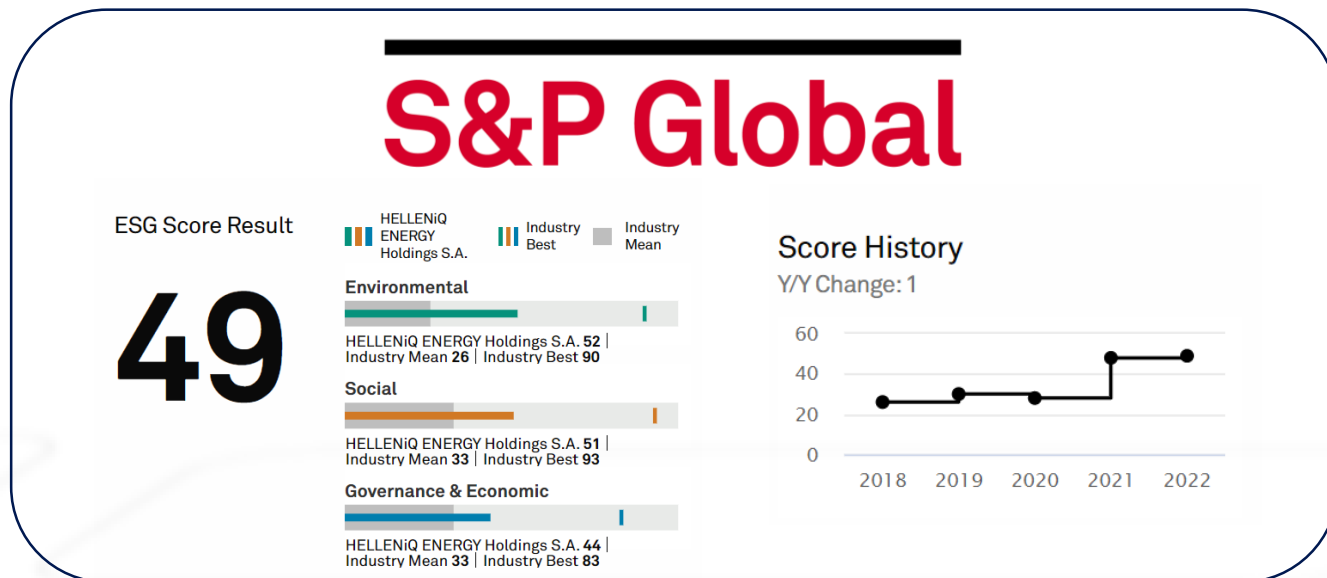 S&P Global
ESG Score Result
49
HELLENiQ
ENERGY
Holdings S.A.
Industry
Best
Industry
Mean
Environmental
HELLENiQ ENERGY Holdings S.A. 52 |
Industry Mean 26 | Industry Best 90
Social
HELLENiQ ENERGY Holdings S.A. 51 |
Industry Mean 33 | Industry Best 93
Governance & Economic
HELLENiQ ENERGY Holdings S.A. 44 |
Industry Mean 33 | Industry Best 83
Score History
Y/Y Change: 1
60
40
20
0
2018 2019 2020 2021 2022